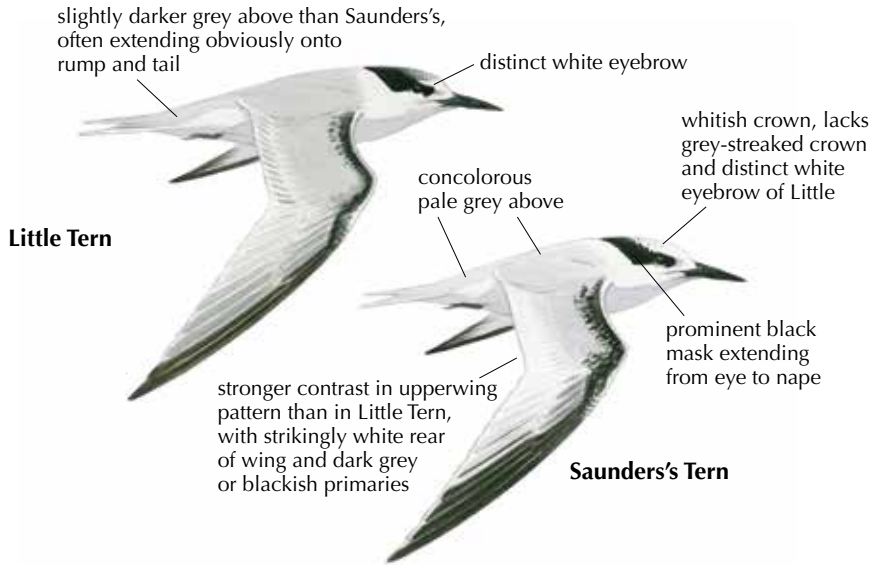 slightly darker grey above than Saunders's,
often extending obviously onto
rump and tail
distinct white eyebrow
whitish crown, lacks
grey-streaked crown
and distinct white
eyebrow of Little
concolorous
pale grey above
Little Tern
prominent black
mask extending
from eye to nape
stronger contrast in upperwing
pattern than in Little Tern,
with strikingly white rear
of wing and dark grey
or blackish primaries
Saunders's Tern